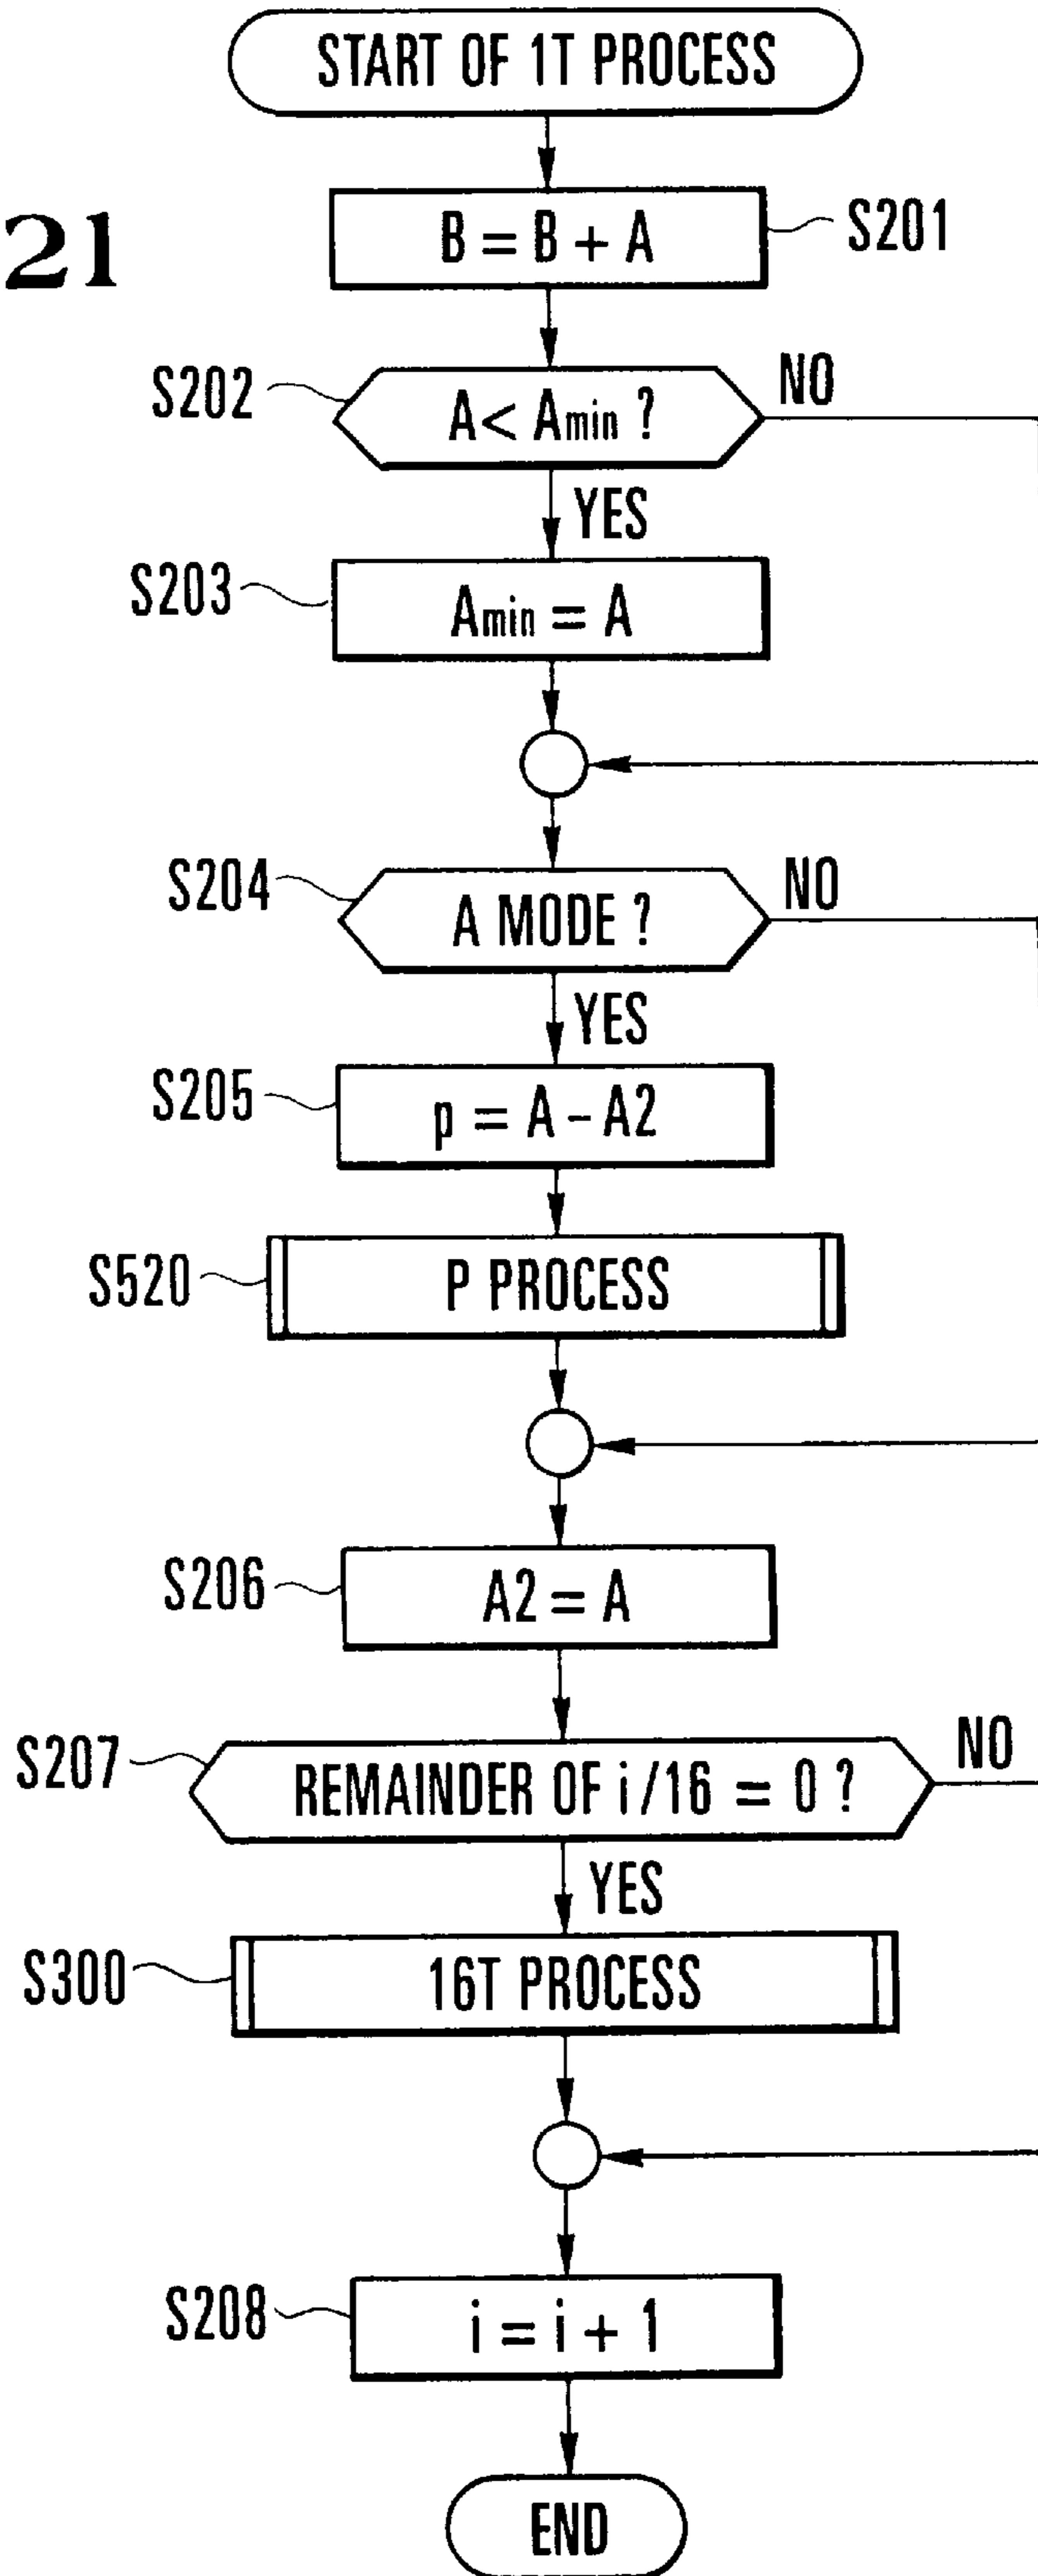 START OF 1T PROCESS
21
B = B + A
S201
S202
A < Amin ?
NO
YES
S203
Amin = A
S204
A MODE ?
NO
YES
S205
p = A - A2
S520
P PROCESS
S206
A2 = A
S207
REMAINDER OF i/16 = 0 ?
NO
YES
S300
16T PROCESS
S208
i = i + 1
END